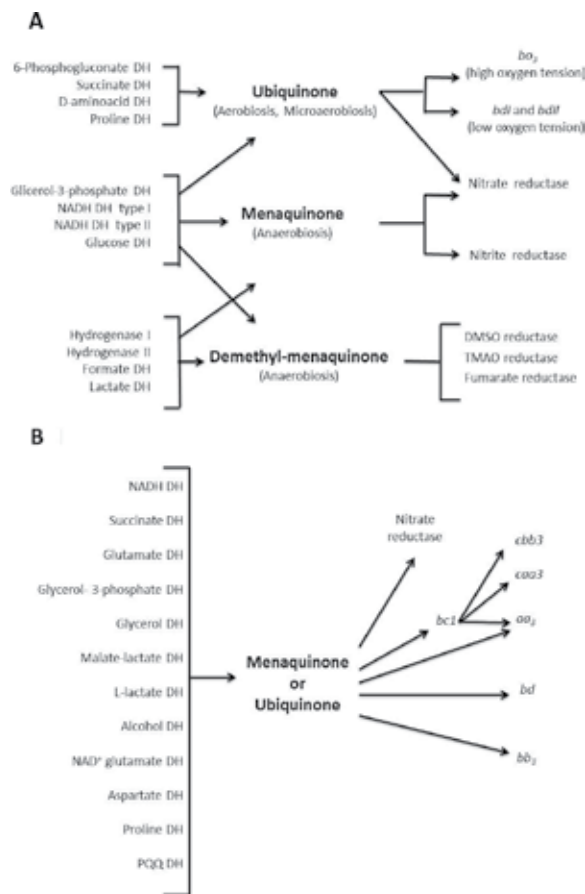 A
6-Phosphogluconate DH
Succinate DH
D-aminoacid DH
Proline DH
Ubiquinone
(Aerobiosis, Microaerobiosis)
bo3
(high oxygen tension)
bdI and bdII
(low oxygen tension)
Glicerol-3-phosphate DH
NADH DH type I
NADH DH type II
Glucose DH
Menaquinone
(Anaerobiosis)
Nitrate reductase
Nitrite reductase
Hydrogenase I
Hydrogenase II
Formate DH
Lactate DH
Demethyl-menaquinone
(Anaerobiosis)
DMSO reductase
TMAO reductase
Fumarate reductase
B
NADH DH
Succinate DH
Glutamate DH
Glycerol- 3-phosphate DH
Glycerol DH
Malate-lactate DH
L-lactate DH
Alcohol DH
NAD+ glutamate DH
Aspartate DH
Proline DH
PQQ DH
Menaquinone
or
Ubiquinone
Nitrate
reductase
bc1
cbb3
caa3
aa3
bd
bb3